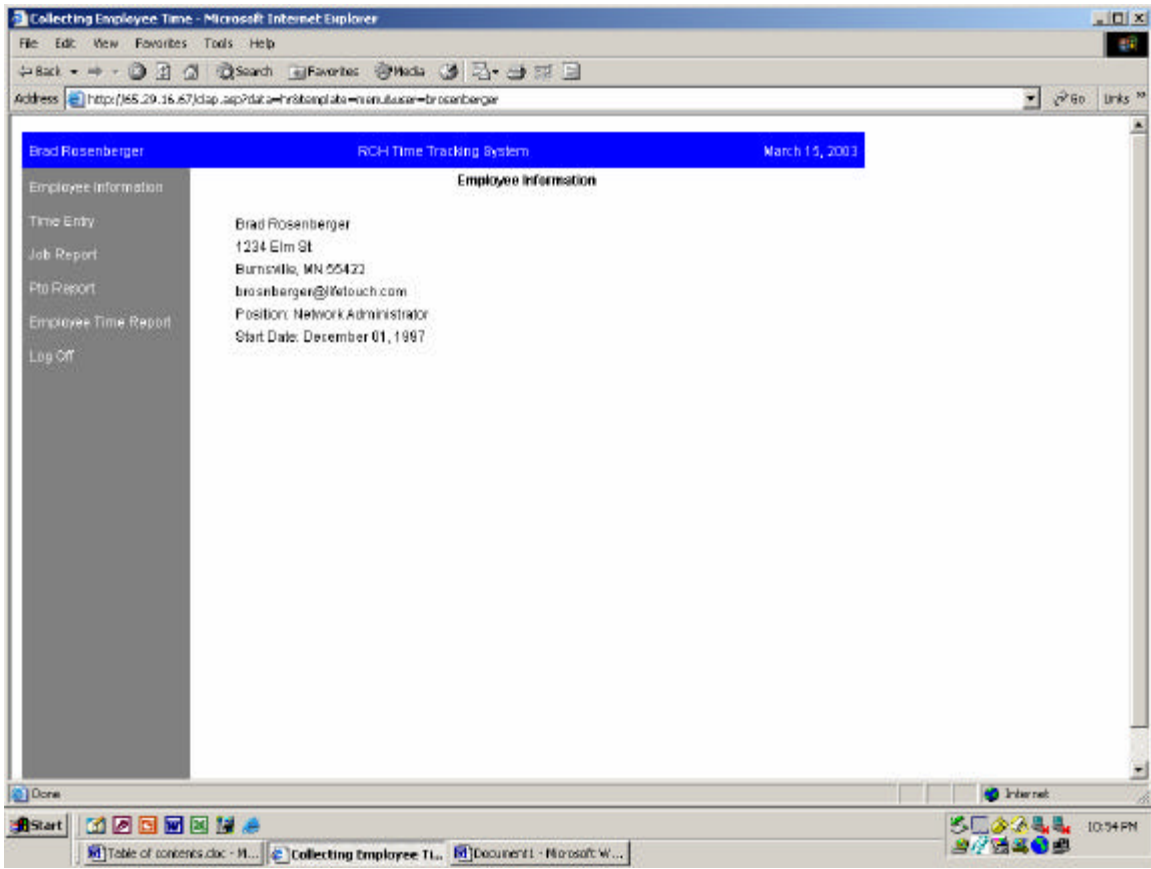 Collecting Employee Time - Microsoft Internet Explorer
File Edit View Favorites Tools Help
Back Search Favorites Media
Address http://65.29.16.67/clap.asp?data=hr&template=menu&user=brosenberger Go Links »
Brad Rosenberger RCH Time Tracking System March 15, 2003
Employee Information
Employee Information
Time Entry
Job Report
Pto Report
Employee Time Report
Log Off
Brad Rosenberger
1234 Elm St
Burnsville, MN 55422
brosnberger@lifetouch.com
Position: Network Administrator
Start Date: December 01, 1997
Done Internet
Start 10:54 PM
Table of contents.doc - M... Collecting Employee Ti... Document1 - Microsoft W...